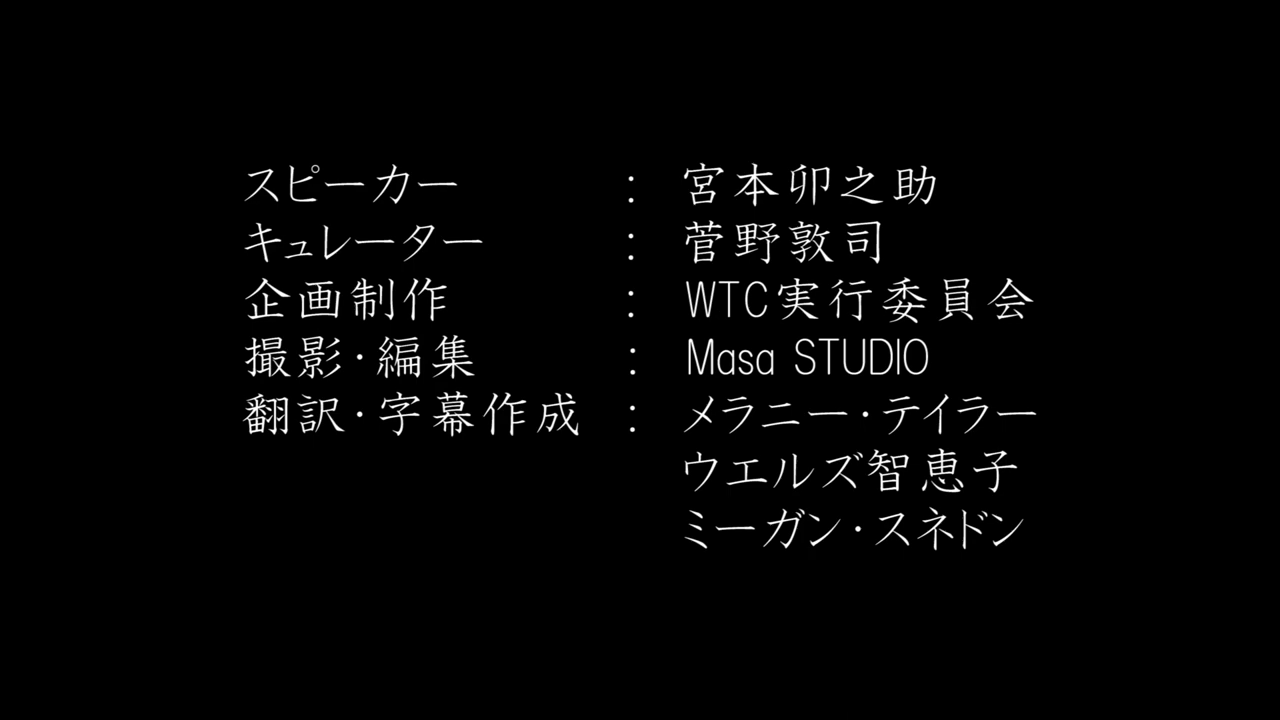 スピーカー : 宮本卯之助
キュレーター : 菅野敦司
企画制作 : WTC実行委員会
撮影・編集 : Masa STUDIO
翻訳・字幕作成 : メラニー・テイラー
ウエルズ智恵子
ミーガン・スネドン